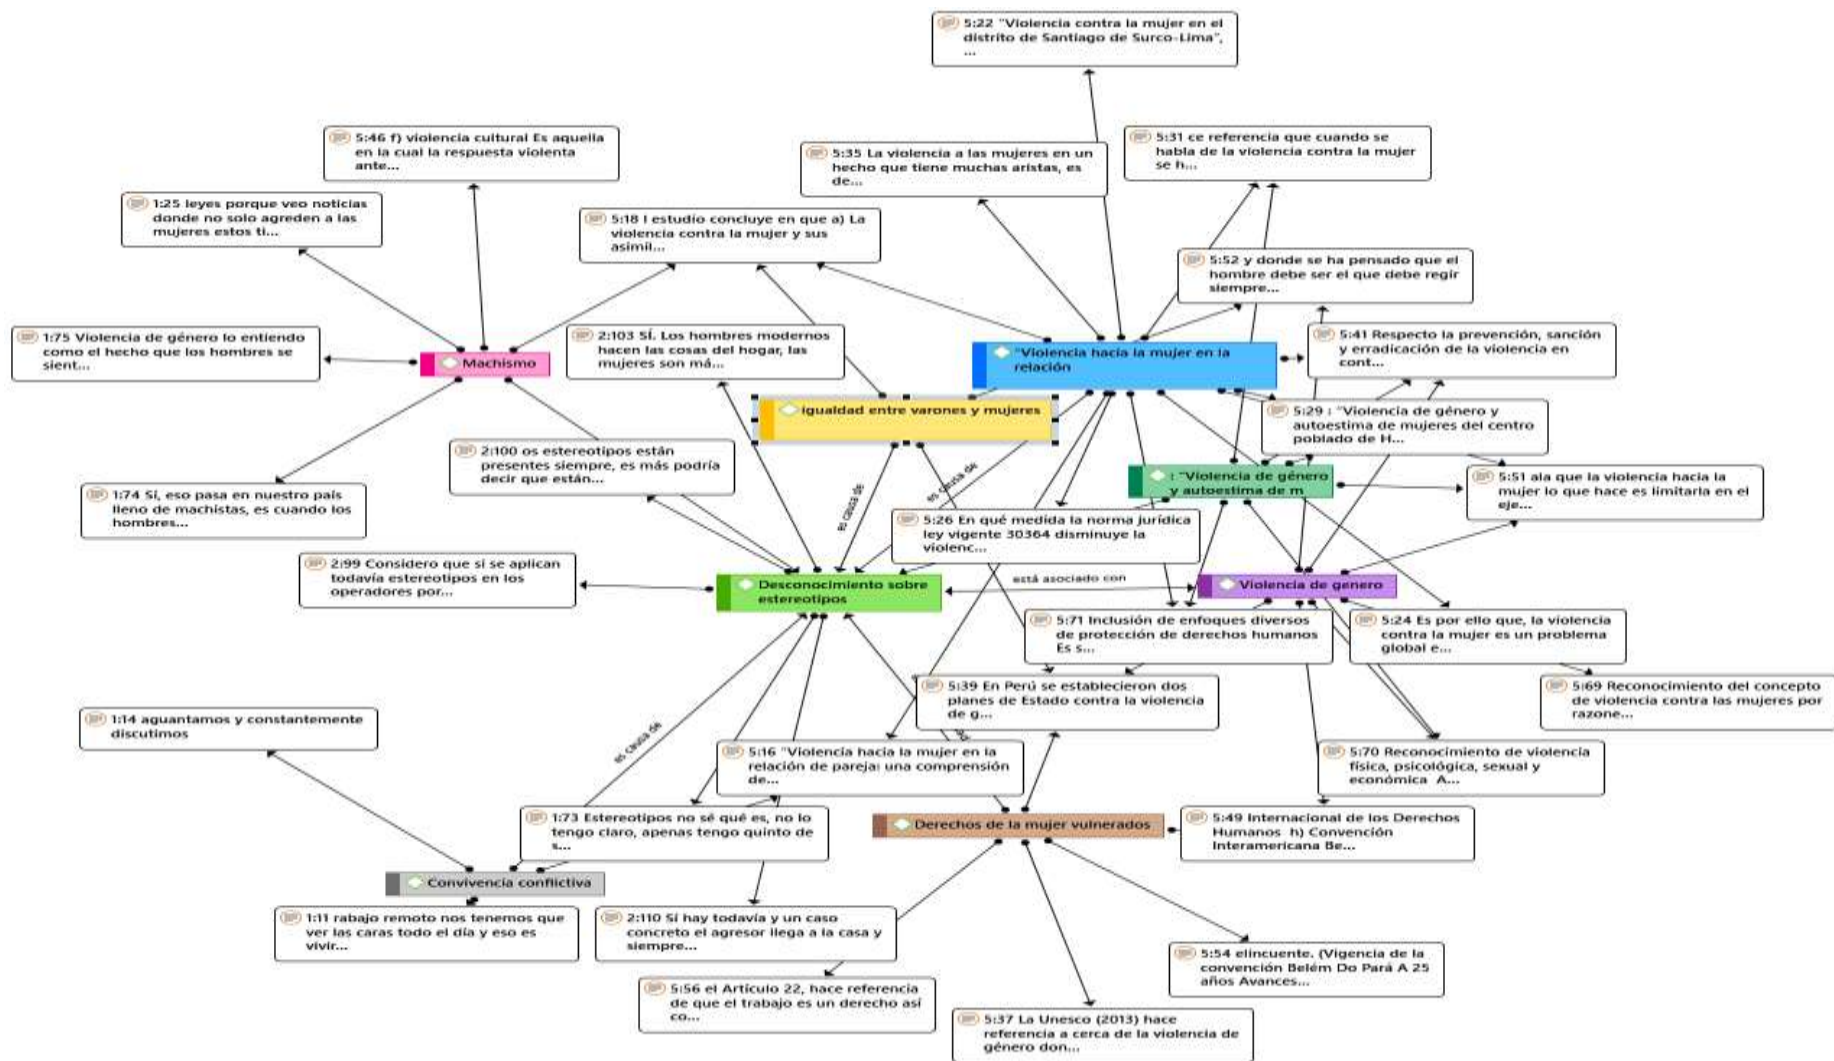 5:22 "Violencia contra la mujer en el
distrito de Santiago de Surco-Lima",
...
5:46 f) violencia cultural Es aquella
en la cual la respuesta violenta
ante...
5:35 La violencia a las mujeres en un
hecho que tiene muchas aristas, es
de...
5:31 ce referencia que cuando se
habla de la violencia contra la mujer
se h...
1:25 leyes porque veo noticias
donde no solo agreden a las
mujeres estos ti...
5:18 l estudio concluye en que a) La
violencia contra la mujer y sus
asimil...
5:52 y donde se ha pensado que el
hombre debe ser el que debe regir
siempre...
1:75 Violencia de género lo entiendo
como el hecho que los hombres se
sient...
Machismo
2:103 SÍ. Los hombres modernos
hacen las cosas del hogar, las
mujeres son má...
"Violencia hacia la mujer en la
relación
5:41 Respecto la prevención, sanción
y erradicación de la violencia en
cont...
igualdad entre varones y mujeres
5:29 : "Violencia de género y
autoestima de mujeres del centro
poblado de H...
2:100 os estereotipos están
presentes siempre, es más podría
decir que están...
: "Violencia de género
y autoestima de m
5:51 ala que la violencia hacia la
mujer lo que hace es limitarla en el
eje...
1:74 Sí, eso pasa en nuestro país
lleno de machistas, es cuando los
hombres...
es causa de
es causa de
5:26 En qué medida la norma jurídica
ley vigente 30364 disminuye la
violenc...
2:99 Considero que si se aplican
todavía estereotipos en los
operadores por...
Desconocimiento sobre
estereotipos
está asociado con
Violencia de genero
5:71 Inclusión de enfoques diversos
de protección de derechos humanos
Es s...
5:24 Es por ello que, la violencia
contra la mujer es un problema
global e...
5:39 En Perú se establecieron dos
planes de Estado contra la violencia
de g...
5:69 Reconocimiento del concepto
de violencia contra las mujeres por
razone...
1:14 aguantamos y constantemente
discutimos
es causa de
5:16 "Violencia hacia la mujer en la
relación de pareja: una comprensión
de...
5:70 Reconocimiento de violencia
física, psicológica, sexual y
económica A...
1:73 Estereotipos no sé qué es, no lo
tengo claro, apenas tengo quinto de
s...
Derechos de la mujer vulnerados
5:49 Internacional de los Derechos
Humanos h) Convención
Interamericana Be...
Convivencia conflictiva
1:11 rabajo remoto nos tenemos que
ver las caras todo el día y eso es
vivir...
2:110 Sí hay todavía y un caso
concreto el agresor llega a la casa y
siempre...
5:54 elincuente. (Vigencia de la
convención Belém Do Pará A 25
años Avances...
5:56 el Artículo 22, hace referencia
de que el trabajo es un derecho así
co...
5:37 La Unesco (2013) hace
referencia a cerca de la violencia de
género don...